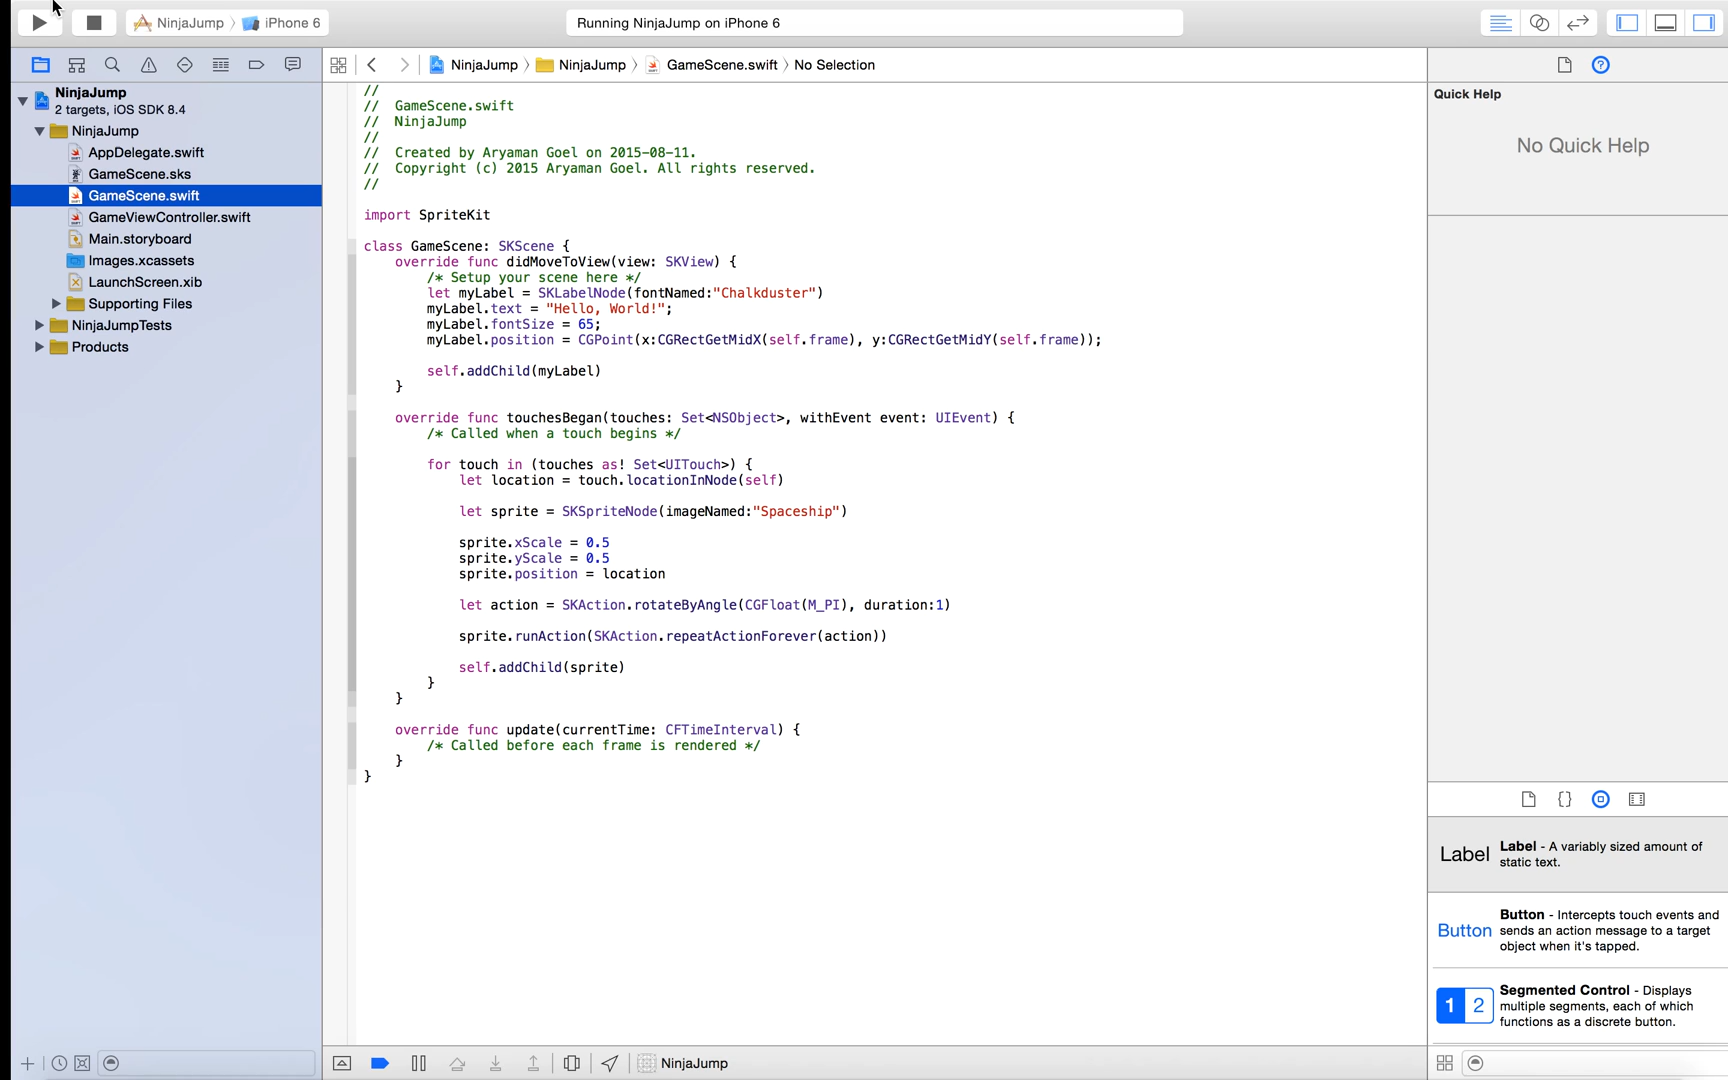 NinjaJump iPhone 6
Running NinjaJump on iPhone 6
NinjaJump
2 targets, iOS SDK 8.4
NinjaJump
AppDelegate.swift
GameScene.sks
GameScene.swift
GameViewController.swift
Main.storyboard
Images.xcassets
LaunchScreen.xib
Supporting Files
NinjaJumpTests
Products
NinjaJump NinjaJump GameScene.swift No Selection
//
// GameScene.swift
// NinjaJump
//
// Created by Aryaman Goel on 2015-08-11.
// Copyright (c) 2015 Aryaman Goel. All rights reserved.
//
import SpriteKit
class GameScene: SKScene {
override func didMoveToView(view: SKView) {
/* Setup your scene here */
let myLabel = SKLabelNode(fontNamed:"Chalkduster")
myLabel.text = "Hello, World!";
myLabel.fontSize = 65;
myLabel.position = CGPoint(x:CGRectGetMidX(self.frame), y:CGRectGetMidY(self.frame));
self.addChild(myLabel)
}
override func touchesBegan(touches: Set<NSObject>, withEvent event: UIEvent) {
/* Called when a touch begins */
for touch in (touches as! Set<UITouch>) {
let location = touch.locationInNode(self)
let sprite = SKSpriteNode(imageNamed:"Spaceship")
sprite.xScale = 0.5
sprite.yScale = 0.5
sprite.position = location
let action = SKAction.rotateByAngle(CGFloat(M_PI), duration:1)
sprite.runAction(SKAction.repeatActionForever(action))
self.addChild(sprite)
}
}
override func update(currentTime: CFTimeInterval) {
/* Called before each frame is rendered */
}
}
NinjaJump
Quick Help
No Quick Help
{}
Label
Label - A variably sized amount of
static text.
Button
Button - Intercepts touch events and
sends an action message to a target
object when it's tapped.
1 2
Segmented Control - Displays
multiple segments, each of which
functions as a discrete button.